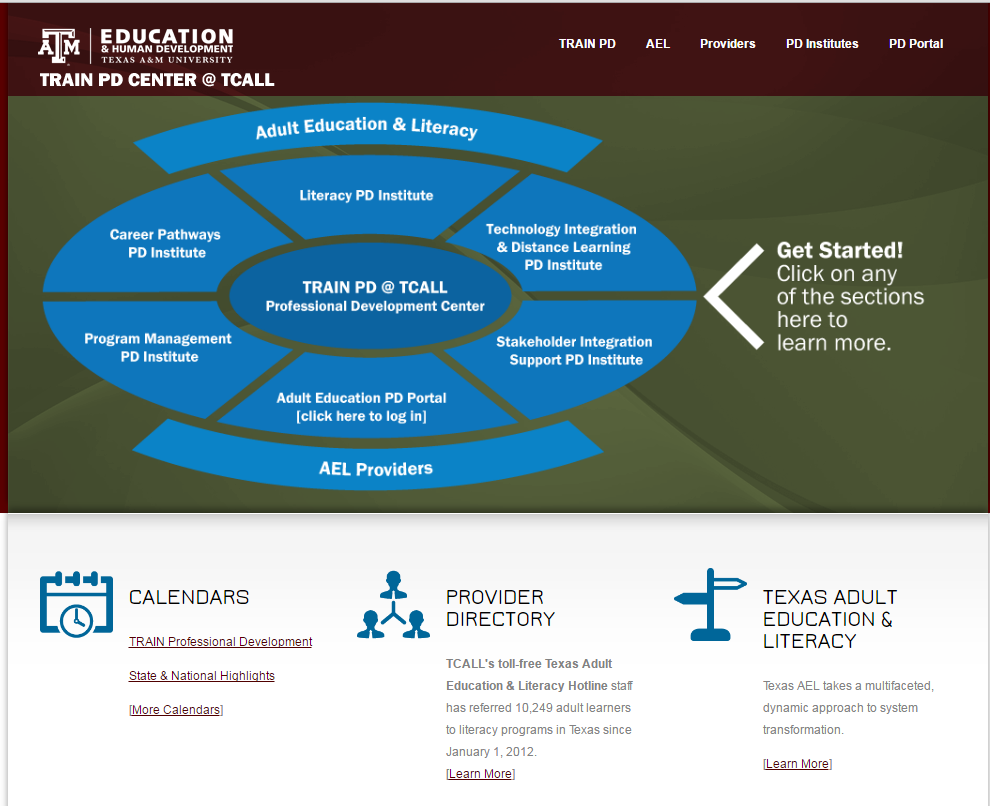 EDUCATION
& HUMAN DEVELOPMENT
TEXAS A&M UNIVERSITY
TRAIN PD CENTER @ TCALL
TRAIN PD AEL Providers PD Institutes PD Portal
Adult Education & Literacy
Literacy PD Institute
Career Pathways
PD Institute
Technology Integration
& Distance Learning
PD Institute
TRAIN PD @ TCALL
Professional Development Center
Program Management
PD Institute
Stakeholder Integration
Support PD Institute
Adult Education PD Portal
[click here to log in]
AEL Providers
Get Started!
Click on any
of the sections
here to
learn more.
CALENDARS
TRAIN Professional Development
State & National Highlights
[More Calendars]
PROVIDER
DIRECTORY
TCALL's toll-free Texas Adult
Education & Literacy Hotline staff
has referred 10,249 adult learners
to literacy programs in Texas since
January 1, 2012.
[Learn More]
TEXAS ADULT
EDUCATION &
LITERACY
Texas AEL takes a multifaceted,
dynamic approach to system
transformation.
[Learn More]